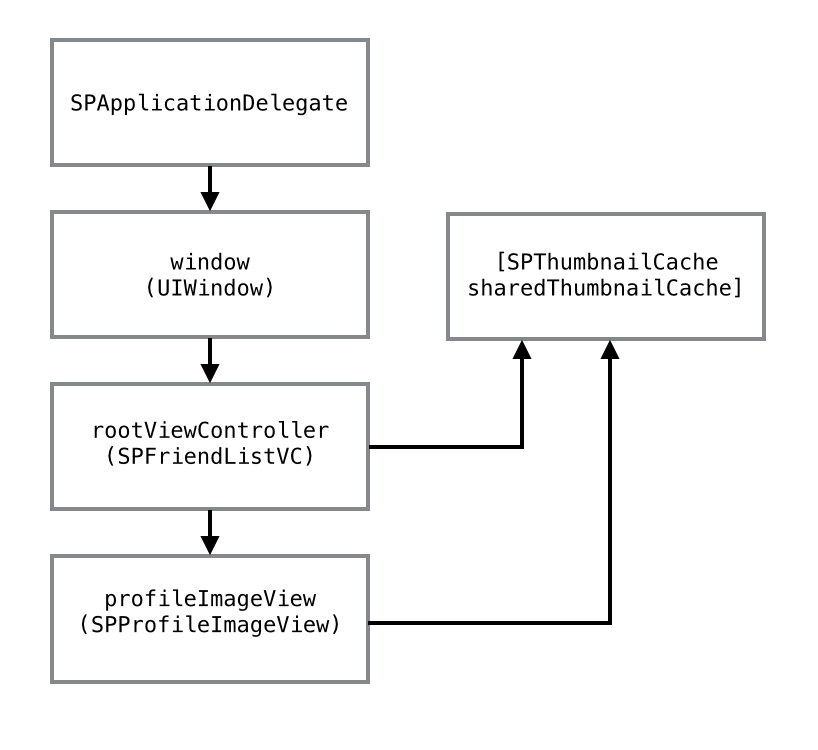 SPApplicationDelegate
window
(UIWindow)
[SPThumbnailCache
sharedThumbnailCache]
rootViewController
(SPFriendListVC)
profileImageView
(SPProfileImageView)